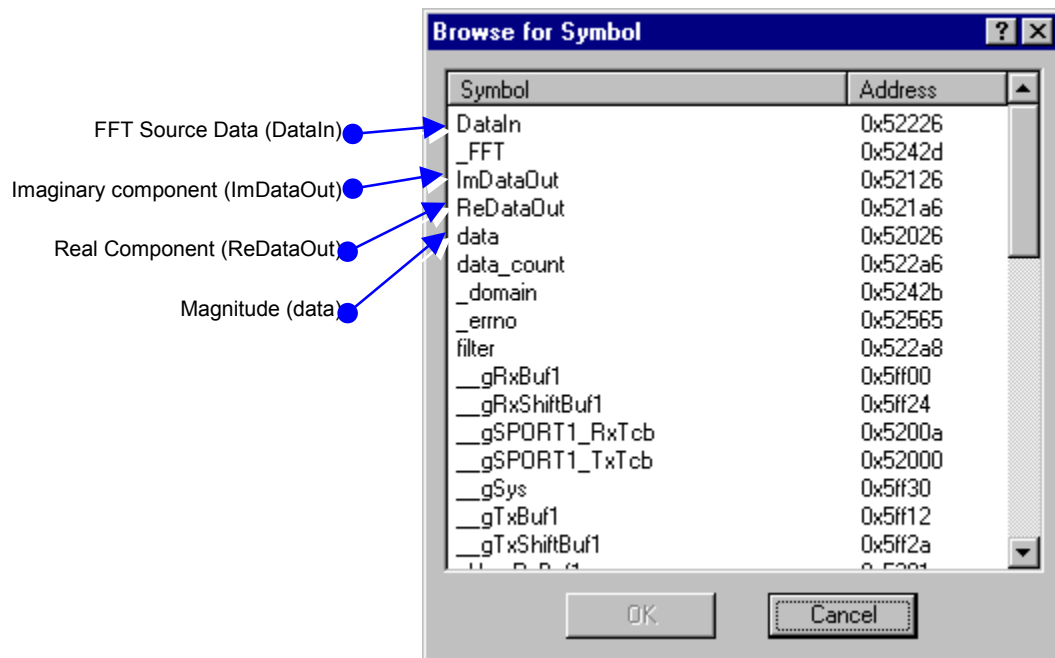 Browse for Symbol
Symbol Address
DataIn 0x52226
_FFT 0x5242d
ImDataOut 0x52126
ReDataOut 0x521a6
data 0x52026
data_count 0x522a6
_domain 0x5242b
_errno 0x52565
filter 0x522a8
__gRxBuf1 0x5ff00
__gRxShiftBuf1 0x5ff24
__gSPORT1_RxTcb 0x5200a
__gSPORT1_TxTcb 0x52000
__gSys 0x5ff30
__gTxBuf1 0x5ff12
__gTxShiftBuf1 0x5ff2a
OK Cancel
FFT Source Data (DataIn)
Imaginary component (ImDataOut)
Real Component (ReDataOut)
Magnitude (data)